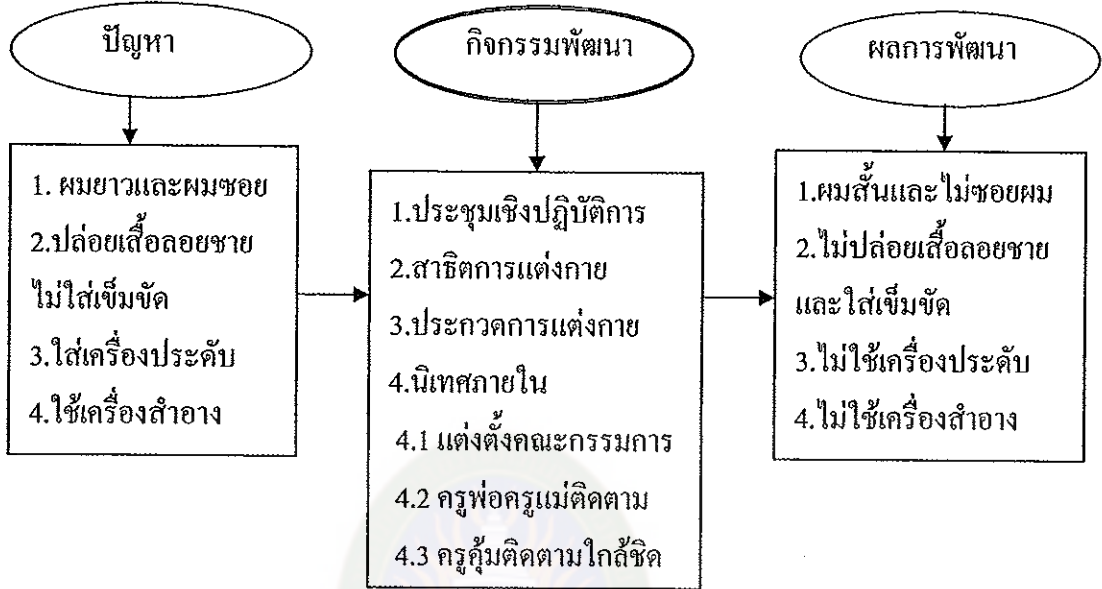 ปัญหา
1. ผมยาวและผมซอย
2.ปล่อยเสื้อลอยชาย
ไม่ใส่เข็มขัด
3.ใส่เครื่องประดับ
4.ใช้เครื่องสำอาง
กิจกรรมพัฒนา
1.ประชุมเชิงปฏิบัติการ
2.สาธิตการแต่งกาย
3.ประกวดการแต่งกาย
4.นิเทศภายใน
4.1 แต่งตั้งคณะกรรมการ
4.2 ครูพ่อครูแม่ติดตาม
4.3 ครูคุ้มติดตามใกล้ชิด
ผลการพัฒนา
1.ผมสั้นและไม่ซอยผม
2.ไม่ปล่อยเสื้อลอยชาย
และใส่เข็มขัด
3.ไม่ใช้เครื่องประดับ
4.ไม่ใช้เครื่องสำอาง